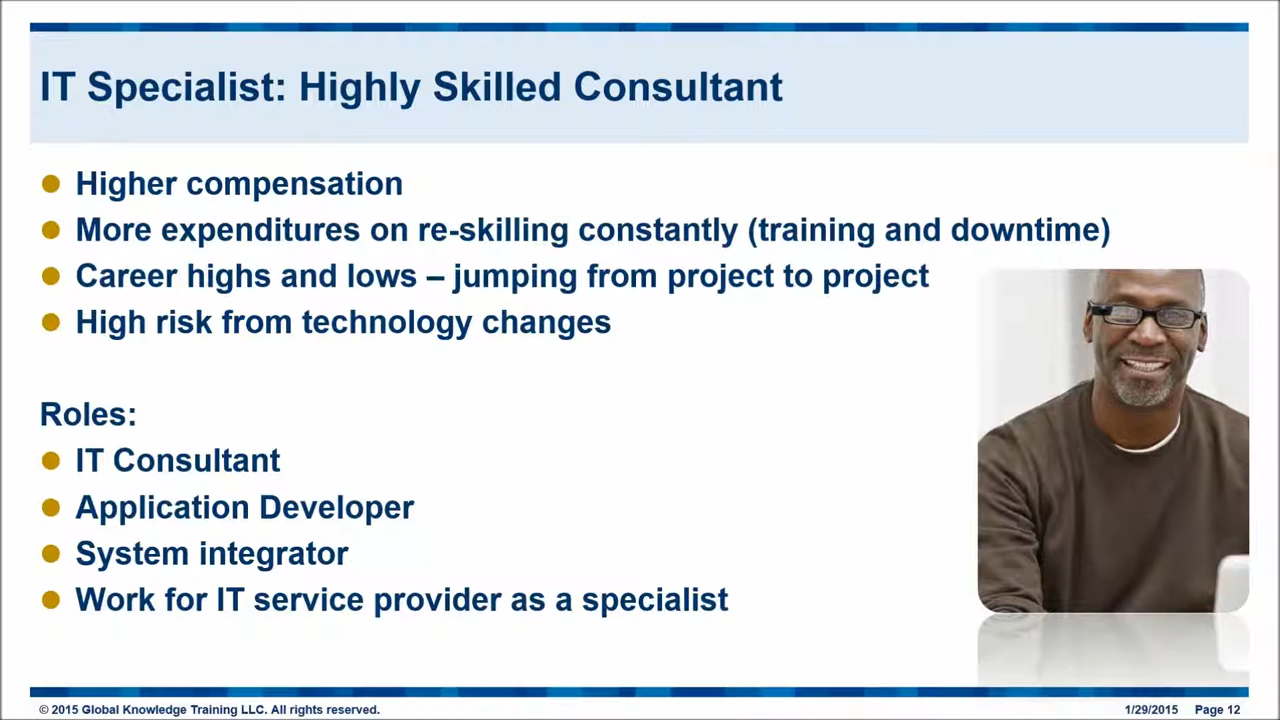 IT Specialist: Highly Skilled Consultant
Higher compensation
More expenditures on re-skilling constantly (training and downtime)
Career highs and lows – jumping from project to project
High risk from technology changes
Roles:
IT Consultant
Application Developer
System integrator
Work for IT service provider as a specialist
© 2015 Global Knowledge Training LLC. All rights reserved.
1/29/2015 Page 12